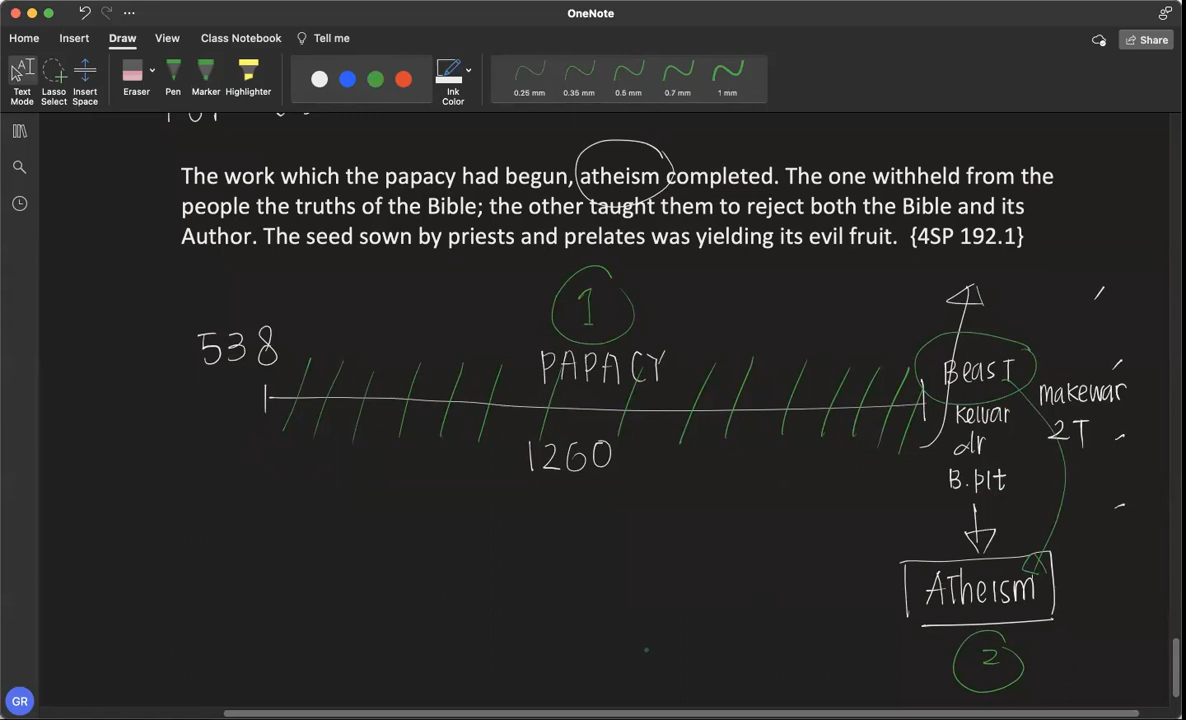 OneNote
Home Insert Draw View Class Notebook Tell me
Share
Text Mode
Lasso Select
Insert Space
Eraser
Pen
Marker
Highlighter
Ink Color
0.25 mm
0.35 mm
0.5 mm
0.7 mm
1 mm
The work which the papacy had begun, atheism completed. The one withheld from the
people the truths of the Bible; the other taught them to reject both the Bible and its
Author. The seed sown by priests and prelates was yielding its evil fruit. {4SP 192.1}
1
538
PAPACY
Beast
makewar
2T
1260
B.plt
Atheism
2
GR